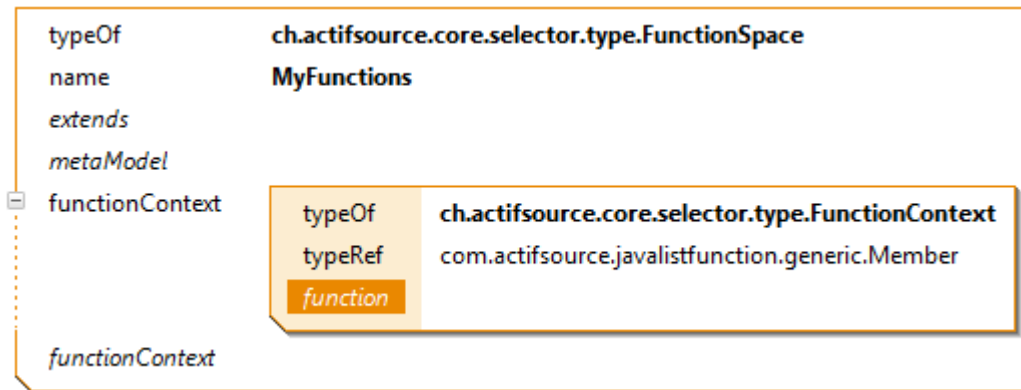 typeOf ch.actifsource.core.selector.type.FunctionSpace
name MyFunctions
extends
metaModel
functionContext
typeOf ch.actifsource.core.selector.type.FunctionContext
typeRef com.actifsource.javalistfunction.generic.Member
function
functionContext